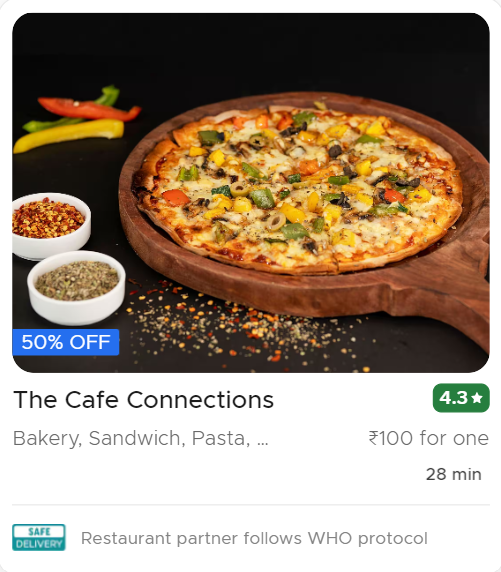 50% OFF
The Cafe Connections
4.3★
Bakery, Sandwich, Pasta, ...
₹100 for one
28 min
SAFE
DELIVERY
Restaurant partner follows WHO protocol